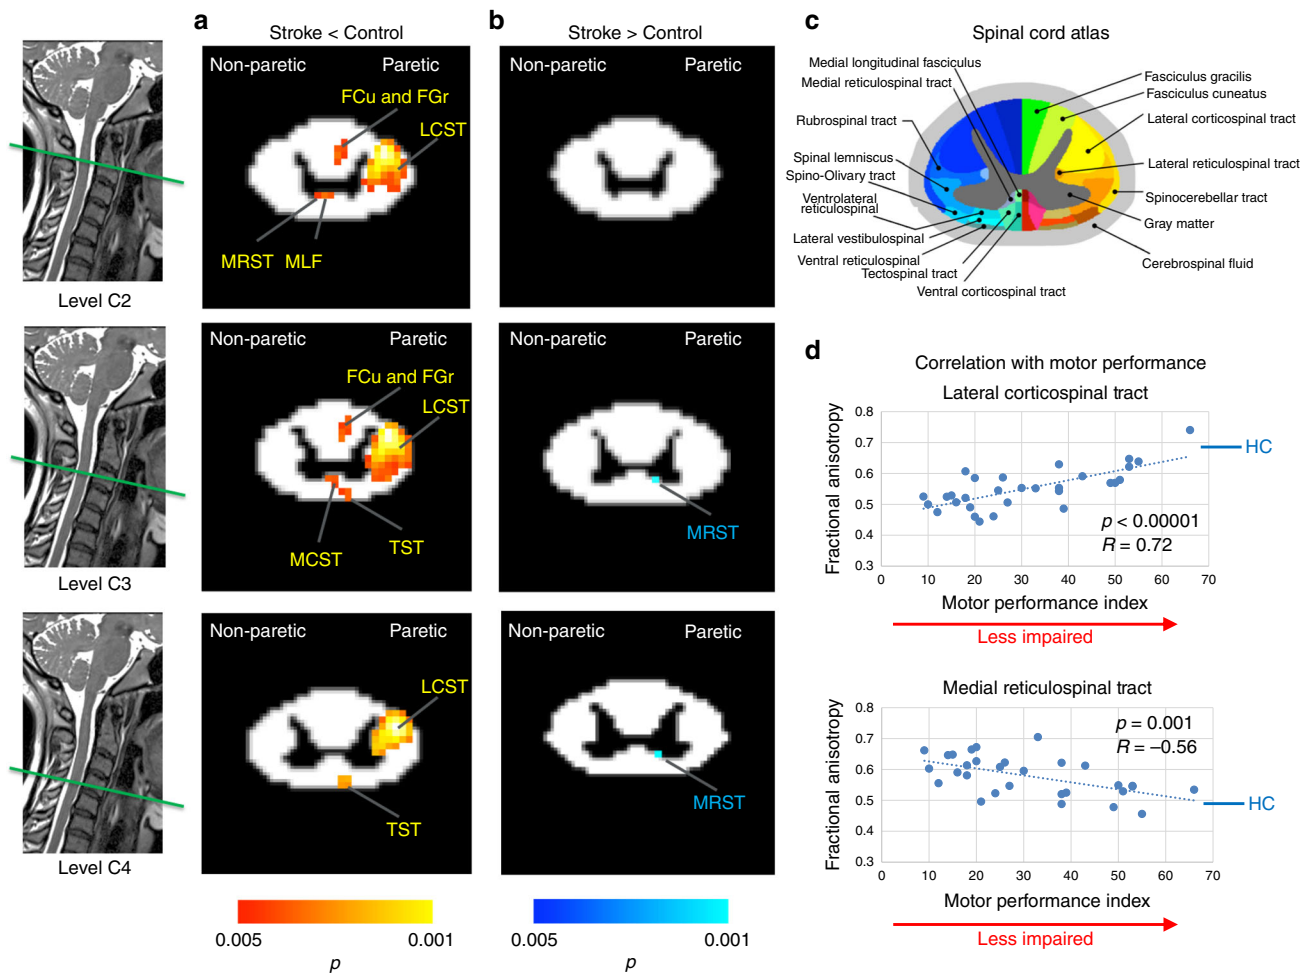 a
Stroke < Control
b
Stroke > Control
c
Spinal cord atlas
Non-paretic
Paretic
FCu and FGr
LCST
MRST
MLF
Level C2
Non-paretic
Paretic
Medial longitudinal fasciculus
Medial reticulospinal tract
Rubrospinal tract
Spinal lemniscus
Spino-Olivary tract
Ventrolateral
reticulospinal
Lateral vestibulospinal
Ventral reticulospinal
Tectospinal tract
Ventral corticospinal tract
Fasciculus gracilis
Fasciculus cuneatus
Lateral corticospinal tract
Lateral reticulospinal tract
Spinocerebellar tract
Gray matter
Cerebrospinal fluid
Non-paretic
Paretic
FCu and FGr
LCST
MCST
TST
Level C3
Non-paretic
Paretic
MRST
Non-paretic
Paretic
LCST
TST
Level C4
Non-paretic
Paretic
MRST
0.005
0.001
p
0.005
0.001
p
d
Correlation with motor performance
Lateral corticospinal tract
Fractional anisotropy
0.8
0.7
0.6
0.5
0.4
0.3
HC
p < 0.00001
R = 0.72
0 10 20 30 40 50 60 70
Motor performance index
Less impaired
Medial reticulospinal tract
Fractional anisotropy
0.8
0.7
0.6
0.5
0.4
0.3
p = 0.001
R = −0.56
HC
0 10 20 30 40 50 60 70
Motor performance index
Less impaired